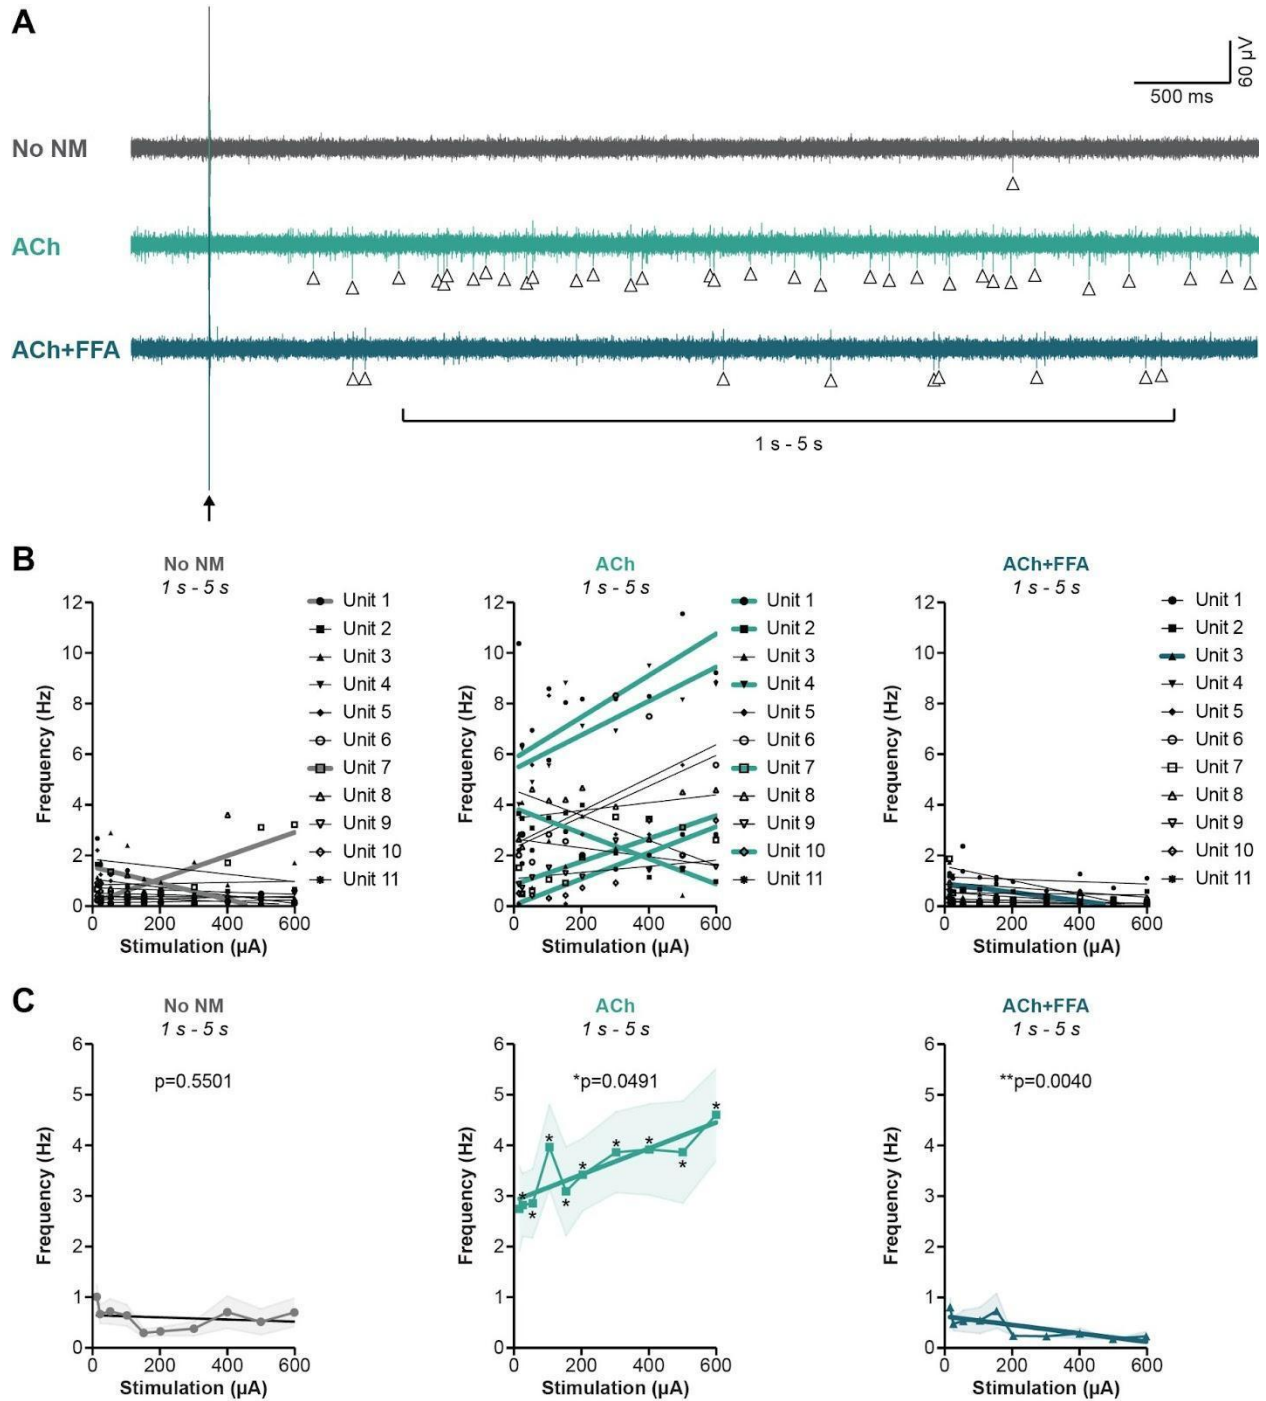 A
60 µV
500 ms
No NM
ACh
ACh+FFA
1 s - 5 s
B
No NM
1 s - 5 s
12
10
8
6
4
2
0
Frequency (Hz)
0 200 400 600
Stimulation (µA)
Unit 1
Unit 2
Unit 3
Unit 4
Unit 5
Unit 6
Unit 7
Unit 8
Unit 9
Unit 10
Unit 11
ACh
1 s - 5 s
12
10
8
6
4
2
0
Frequency (Hz)
0 200 400 600
Stimulation (µA)
Unit 1
Unit 2
Unit 3
Unit 4
Unit 5
Unit 6
Unit 7
Unit 8
Unit 9
Unit 10
Unit 11
ACh+FFA
1 s - 5 s
12
10
8
6
4
2
0
Frequency (Hz)
0 200 400 600
Stimulation (µA)
Unit 1
Unit 2
Unit 3
Unit 4
Unit 5
Unit 6
Unit 7
Unit 8
Unit 9
Unit 10
Unit 11
C
No NM
1 s - 5 s
p=0.5501
6
5
4
3
2
1
0
Frequency (Hz)
0 200 400 600
Stimulation (µA)
ACh
1 s - 5 s
*p=0.0491
6
5
4
3
2
1
0
Frequency (Hz)
* * * * * * * * *
0 200 400 600
Stimulation (µA)
ACh+FFA
1 s - 5 s
**p=0.0040
6
5
4
3
2
1
0
Frequency (Hz)
0 200 400 600
Stimulation (µA)